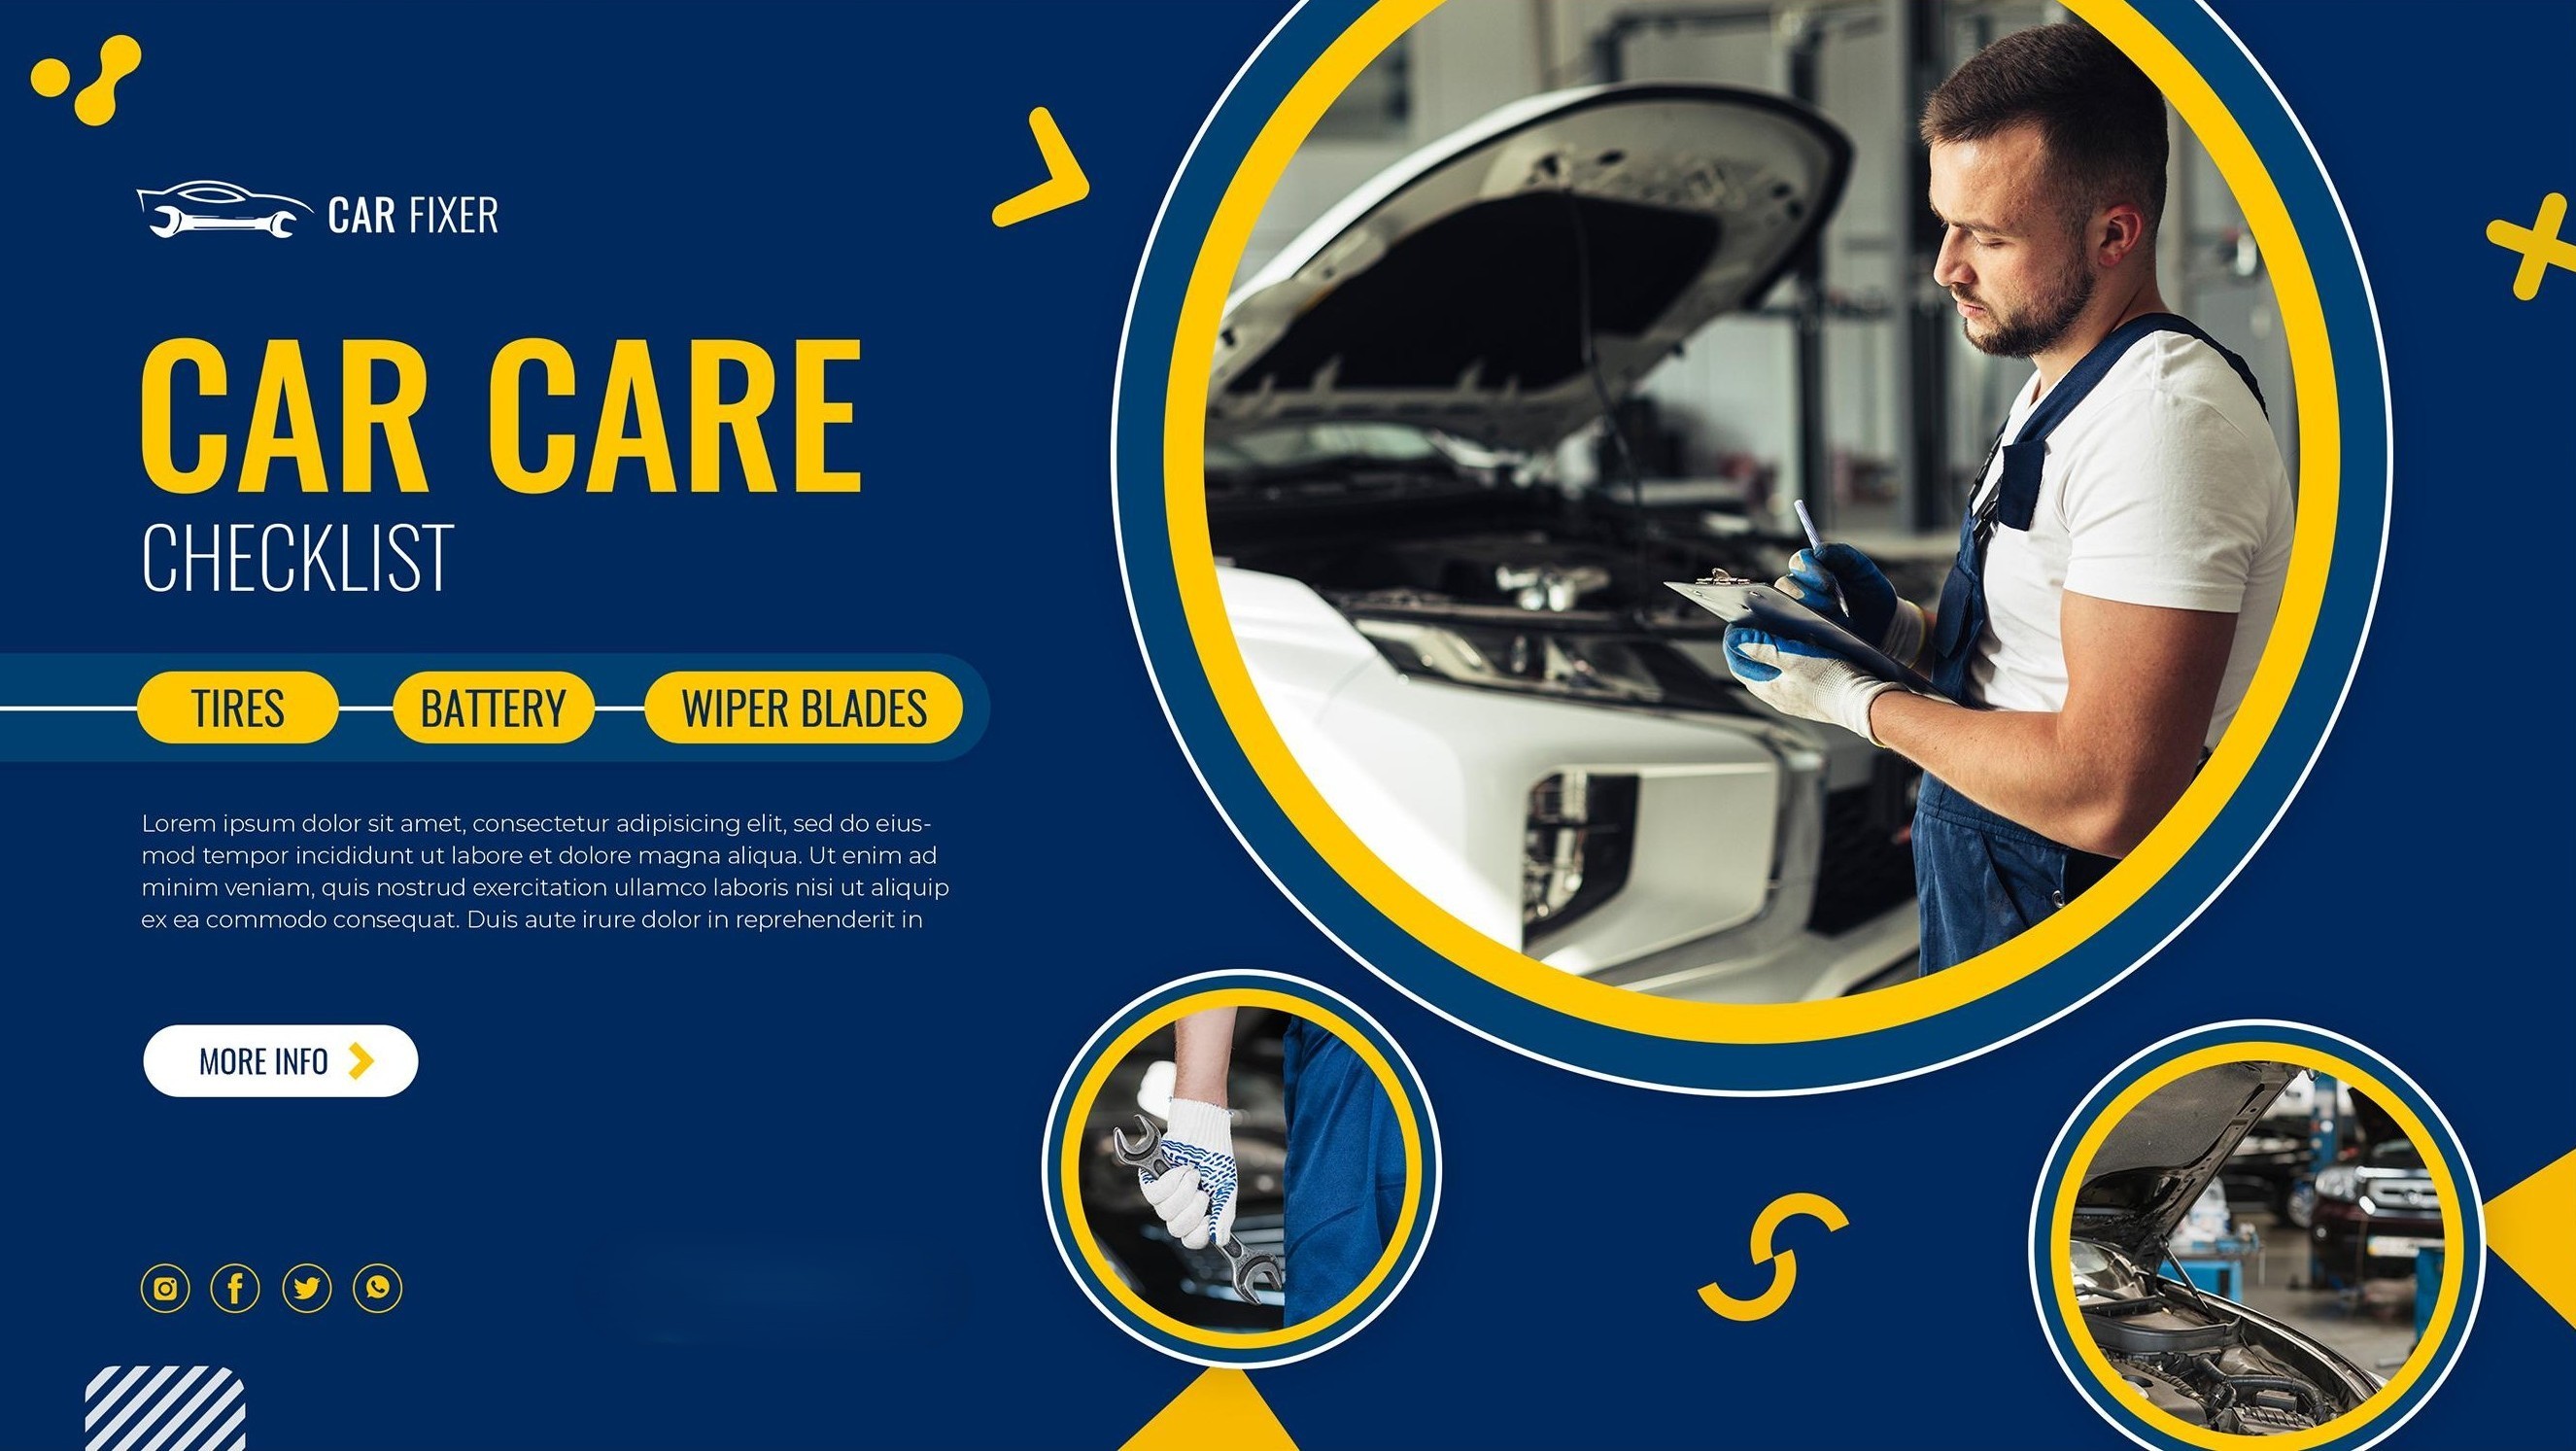 CAR FIXER
CAR CARE
CHECKLIST
TIRES BATTERY WIPER BLADES
Lorem ipsum dolor sit amet, consectetur adipisicing elit, sed do eius-
mod tempor incididunt ut labore et dolore magna aliqua. Ut enim ad
minim veniam, quis nostrud exercitation ullamco laboris nisi ut aliquip
ex ea commodo consequat. Duis aute irure dolor in reprehenderit in
MORE INFO